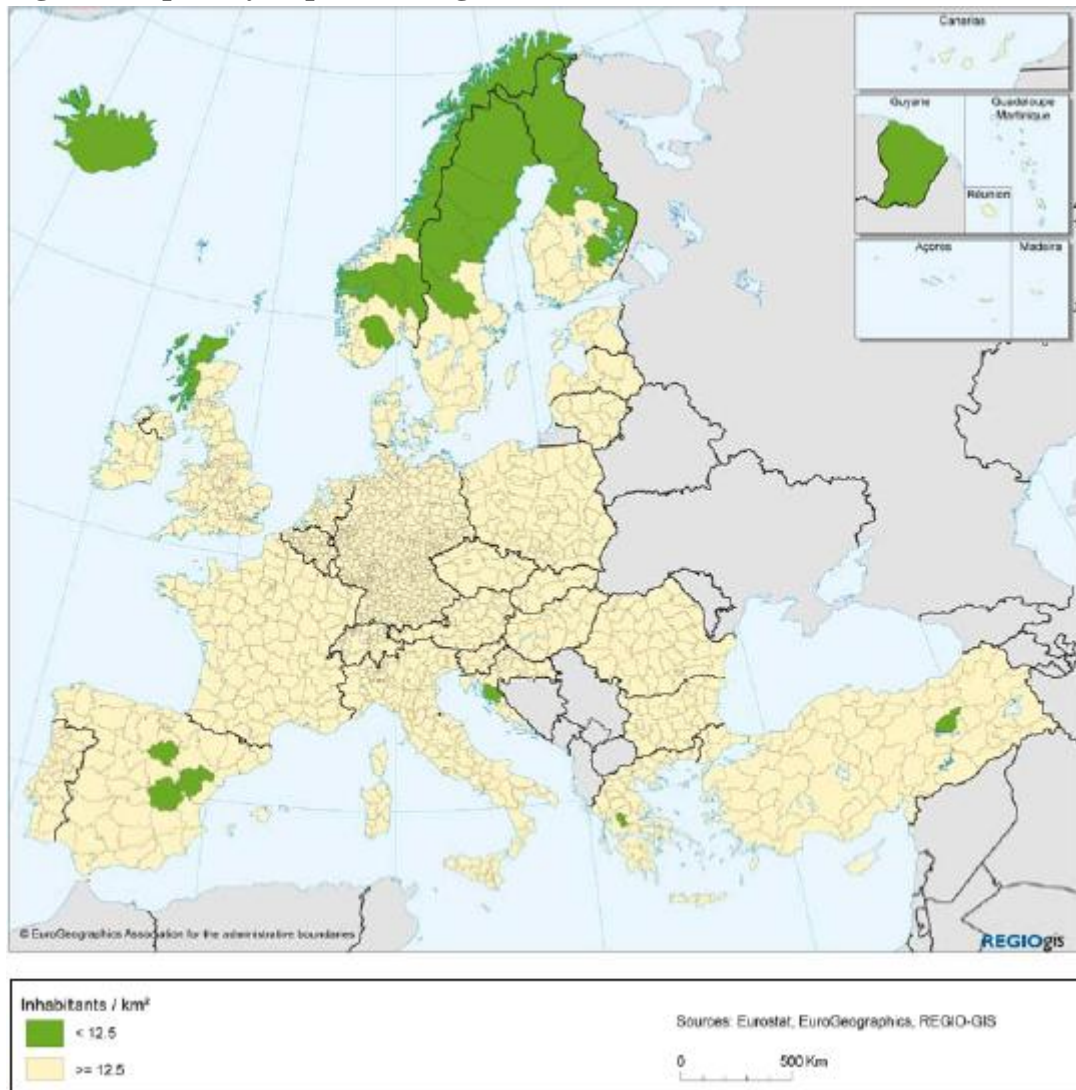 Canarias
Guyane
Guadeloupe
Martinique
Réunion
Açores
Madeira
© EuroGeographics Association for the administrative boundaries
REGIOgis
Inhabitants / km²
< 12.5
>= 12.5
Sources: Eurostat, EuroGeographics, REGIO-GIS
0 500 Km